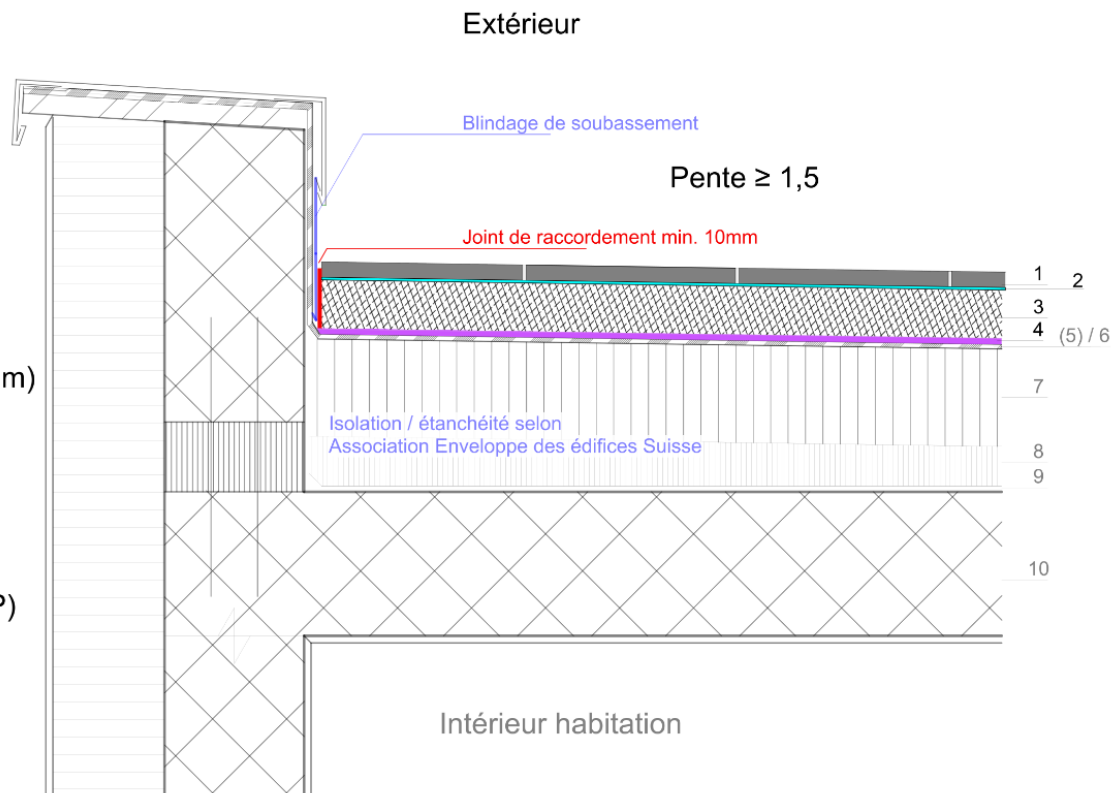 Extérieur
Blindage de soubassement
Pente ≥ 1,5
Joint de raccordement min. 10mm
1
2
3
4
(5) / 6
m)
7
Isolation / étanchéité selon
Association Enveloppe des édifices Suisse
8
9
10
)
Intérieur habitation